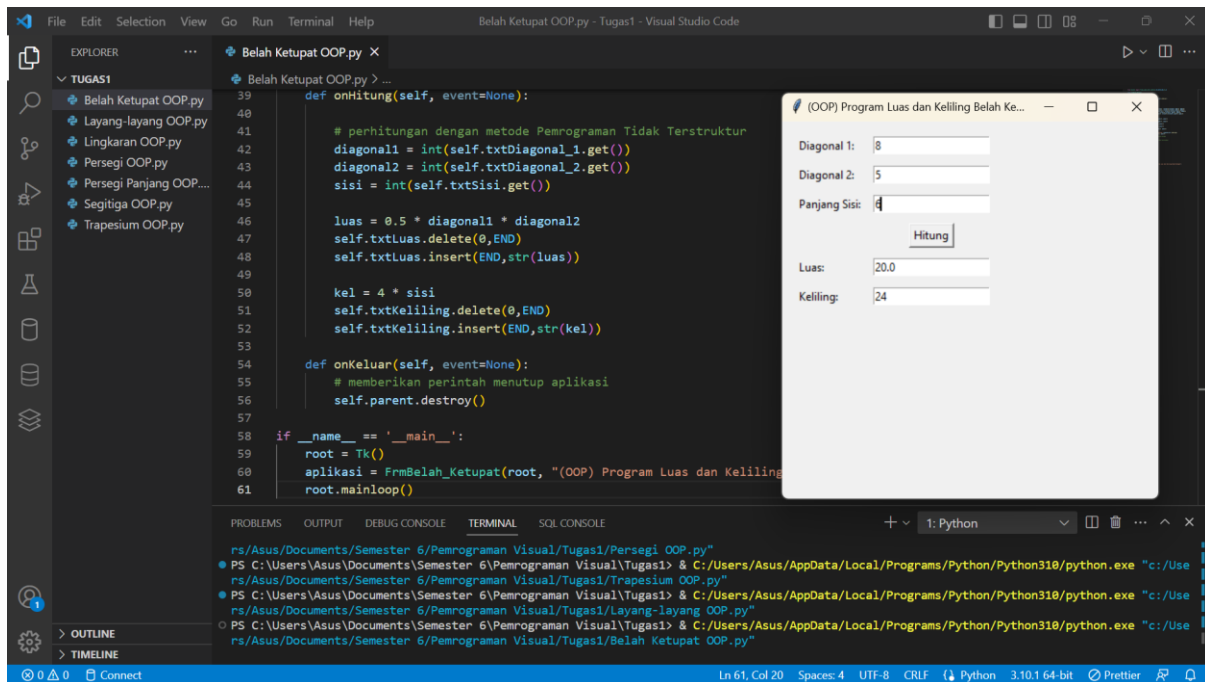 File Edit Selection View Go Run Terminal Help
Belah Ketupat OOP.py - Tugas1 - Visual Studio Code
EXPLORER ...
TUGAS1
Belah Ketupat OOP.py
Layang-layang OOP.py
Lingkaran OOP.py
Persegi OOP.py
Persegi Panjang OOP....
Segitiga OOP.py
Trapesium OOP.py
OUTLINE
TIMELINE
Belah Ketupat OOP.py
Belah Ketupat OOP.py > ...
39 def onHitung(self, event=None):
40
41 # perhitungan dengan metode Pemrograman Tidak Terstruktur
42 diagonal1 = int(self.txtDiagonal_1.get())
43 diagonal2 = int(self.txtDiagonal_2.get())
44 sisi = int(self.txtSisi.get())
45
46 luas = 0.5 * diagonal1 * diagonal2
47 self.txtLuas.delete(0,END)
48 self.txtLuas.insert(END,str(luas))
49
50 kel = 4 * sisi
51 self.txtKeliling.delete(0,END)
52 self.txtKeliling.insert(END,str(kel))
53
54 def onKeluar(self, event=None):
55 # memberikan perintah menutup aplikasi
56 self.parent.destroy()
57
58 if __name__ == '__main__':
59 root = Tk()
60 aplikasi = FrmBelah_Ketupat(root, "(OOP) Program Luas dan Keliling
61 root.mainloop()
(OOP) Program Luas dan Keliling Belah Ke...
Diagonal 1: 8
Diagonal 2: 5
Panjang Sisi: 6
Hitung
Luas: 20.0
Keliling: 24
PROBLEMS OUTPUT DEBUG CONSOLE TERMINAL SQL CONSOLE
1: Python
rs/Asus/Documents/Semester 6/Pemrograman Visual/Tugas1/Persegi OOP.py"
PS C:\Users\Asus\Documents\Semester 6\Pemrograman Visual\Tugas1> & C:/Users/Asus/AppData/Local/Programs/Python/Python310/python.exe "c:/Use
rs/Asus/Documents/Semester 6/Pemrograman Visual/Tugas1/Trapesium OOP.py"
PS C:\Users\Asus\Documents\Semester 6\Pemrograman Visual\Tugas1> & C:/Users/Asus/AppData/Local/Programs/Python/Python310/python.exe "c:/Use
rs/Asus/Documents/Semester 6/Pemrograman Visual/Tugas1/Layang-layang OOP.py"
PS C:\Users\Asus\Documents\Semester 6\Pemrograman Visual\Tugas1> & C:/Users/Asus/AppData/Local/Programs/Python/Python310/python.exe "c:/Use
rs/Asus/Documents/Semester 6/Pemrograman Visual/Tugas1/Belah Ketupat OOP.py"
1
0 0 Connect
Ln 61, Col 20 Spaces: 4 UTF-8 CRLF Python 3.10.1 64-bit Prettier